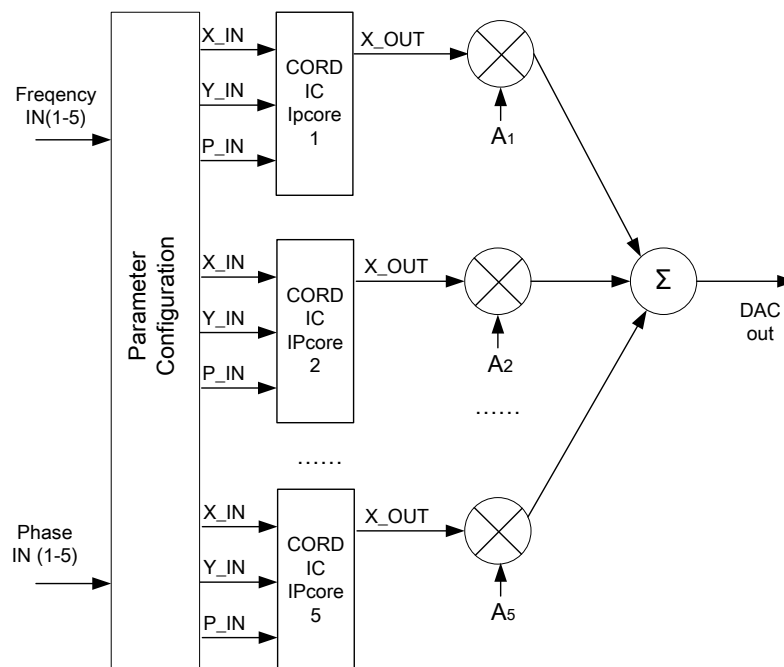 Freqency
IN(1-5)
Phase
IN (1-5)
Parameter
Configuration
X_IN
Y_IN
P_IN
CORD
IC
Ipcore
1
X_OUT
A1
X_IN
Y_IN
P_IN
CORD
IC
IPcore
2
X_OUT
A2
......
......
X_IN
Y_IN
P_IN
CORD
IC
IPcore
5
X_OUT
A5
Σ
DAC
out